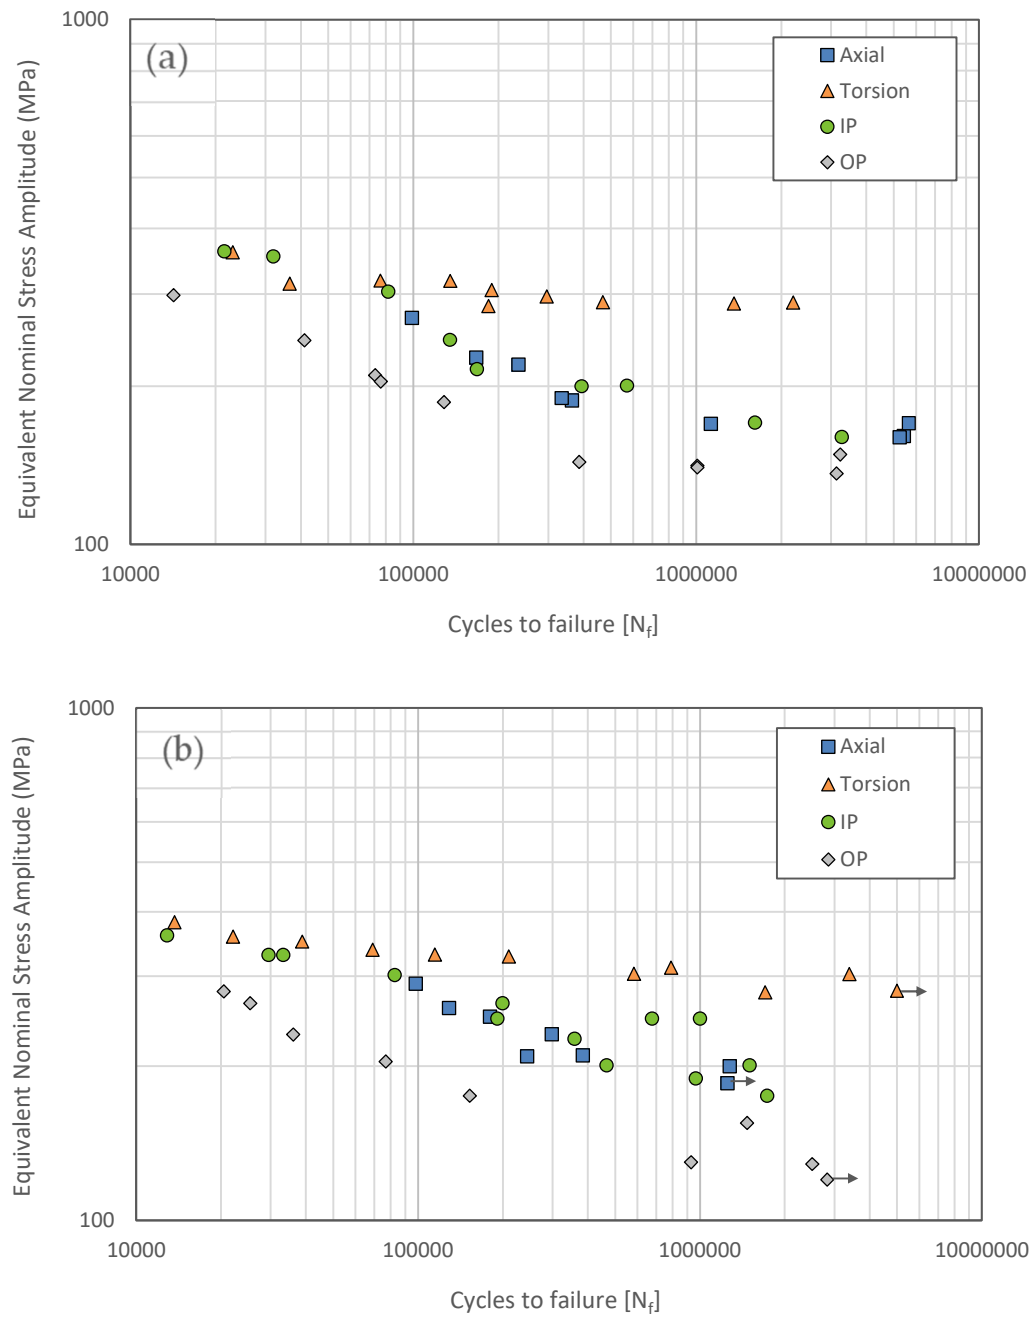 1000
(a)
Axial
Torsion
IP
OP
Equivalent Nominal Stress Amplitude (MPa)
100
10000 100000 1000000 10000000
Cycles to failure [Nf]
1000
(b)
Axial
Torsion
IP
OP
Equivalent Nominal Stress Amplitude (MPa)
100
10000 100000 1000000 10000000
Cycles to failure [Nf]